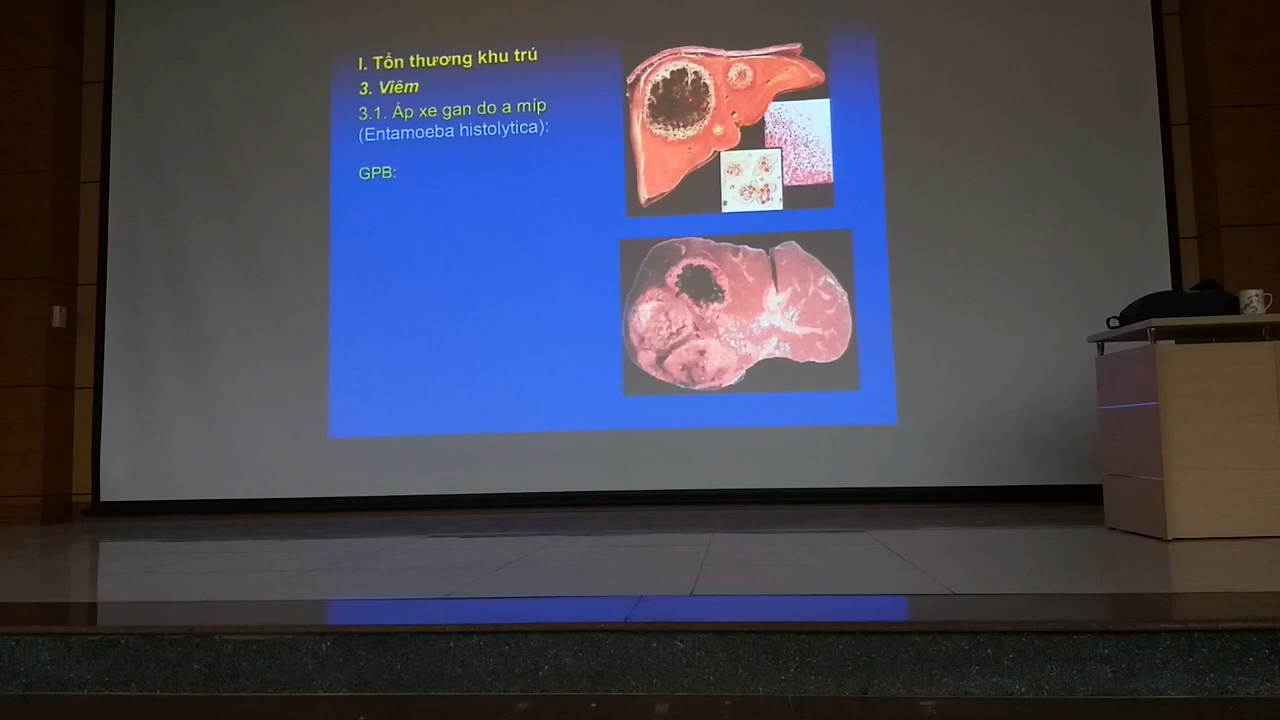 I. Tổn thương khu trú
3. Viêm
3.1. Áp xe gan do a míp
(Entamoeba histolytica):
GPB: